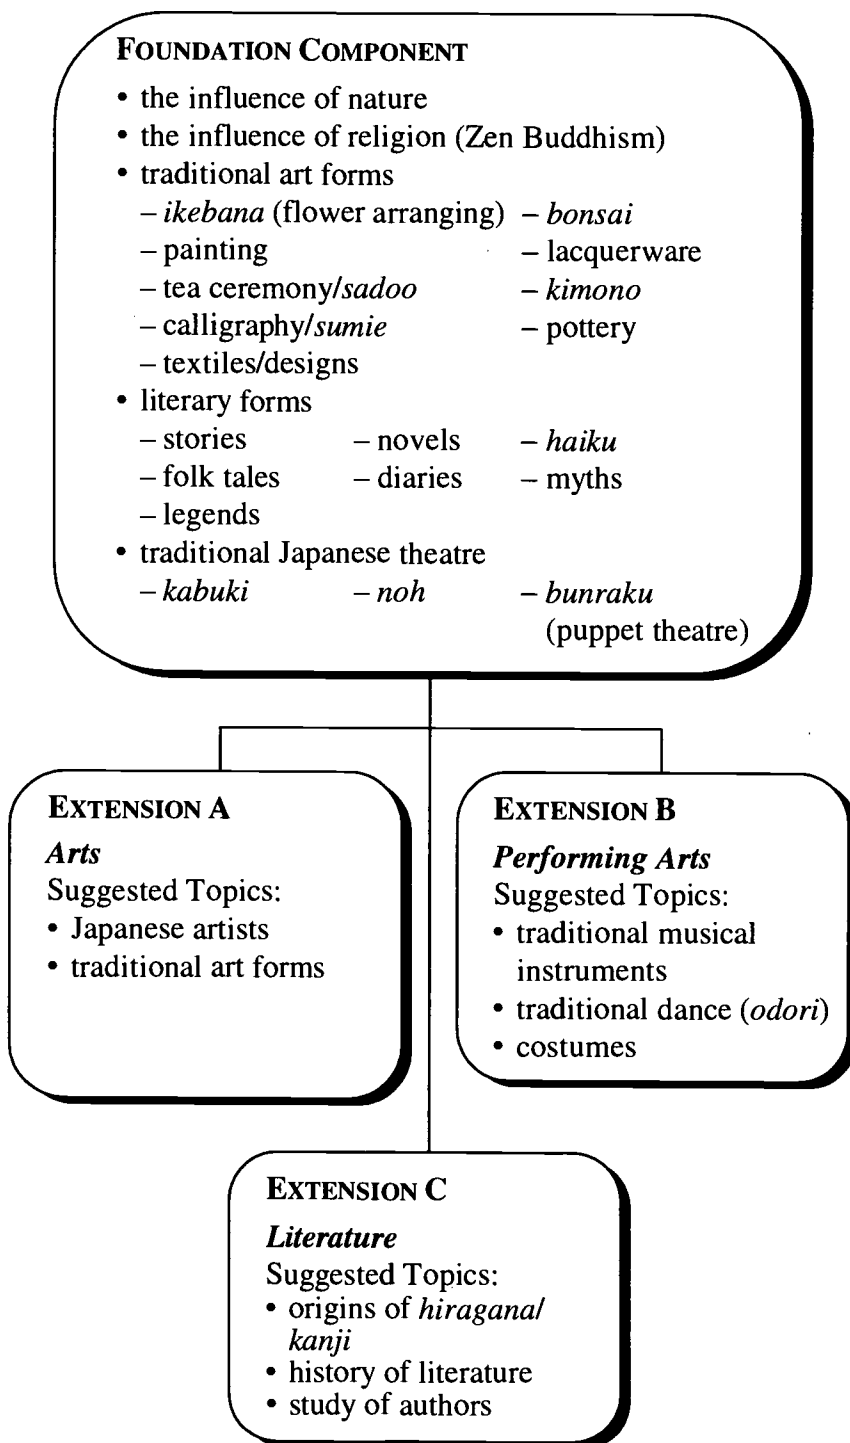 FOUNDATION COMPONENT
• the influence of nature
• the influence of religion (Zen Buddhism)
• traditional art forms
– ikebana (flower arranging) – bonsai
– painting – lacquerware
– tea ceremony/sadoo – kimono
– calligraphy/sumie – pottery
– textiles/designs
• literary forms
– stories – novels – haiku
– folk tales – diaries – myths
– legends
• traditional Japanese theatre
– kabuki – noh – bunraku
(puppet theatre)
EXTENSION A
Arts
Suggested Topics:
• Japanese artists
• traditional art forms
EXTENSION B
Performing Arts
Suggested Topics:
• traditional musical
instruments
• traditional dance (odori)
• costumes
EXTENSION C
Literature
Suggested Topics:
• origins of hiragana/
kanji
• history of literature
• study of authors